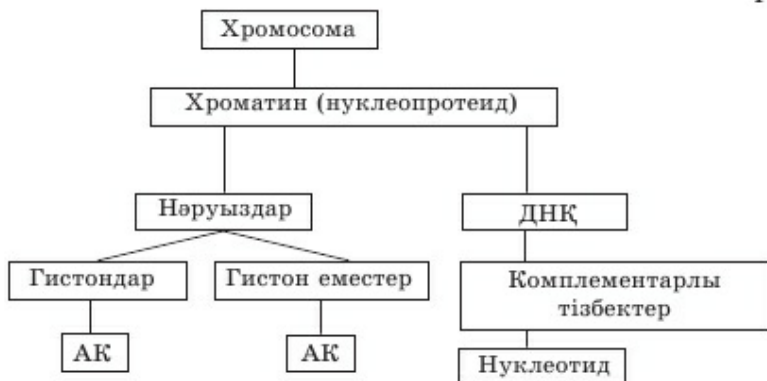 Хромосома
Хроматин (нуклеопротеид)
Нәруыздар
ДНҚ
Гистондар
Гистон еместер
Комплементарлы
тізбектер
АК
АК
Нуклеотид